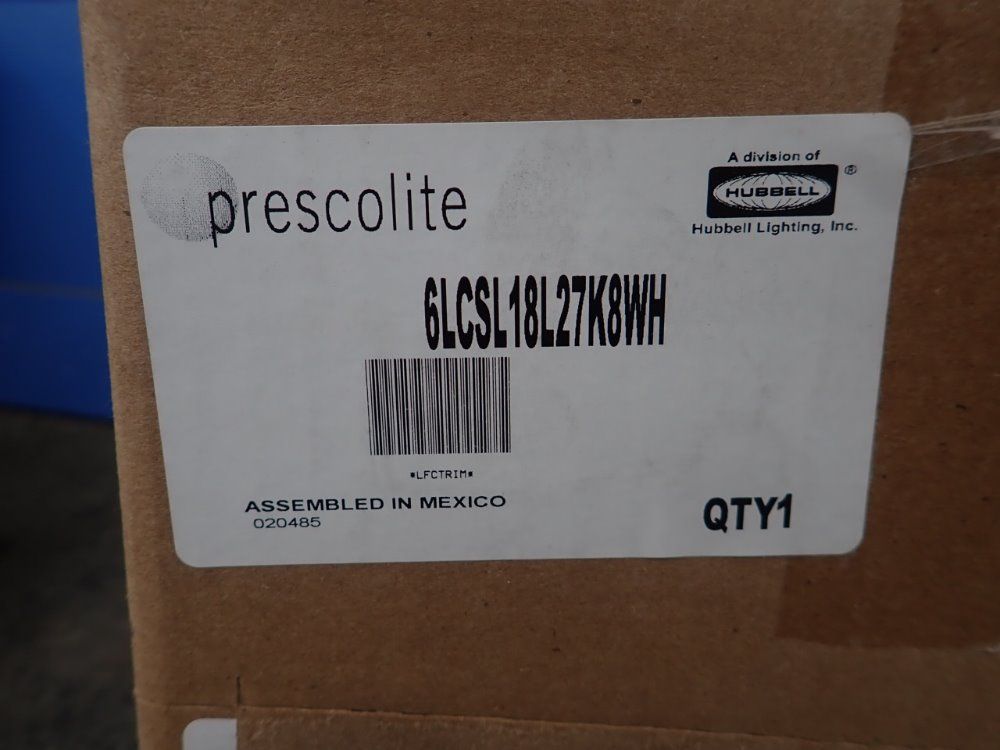 prescolite
A division of
HUBBELL ®
Hubbell Lighting, Inc.
6LCSL18L27K8WH
*LFCTRIM*
ASSEMBLED IN MEXICO
020485
QTY1